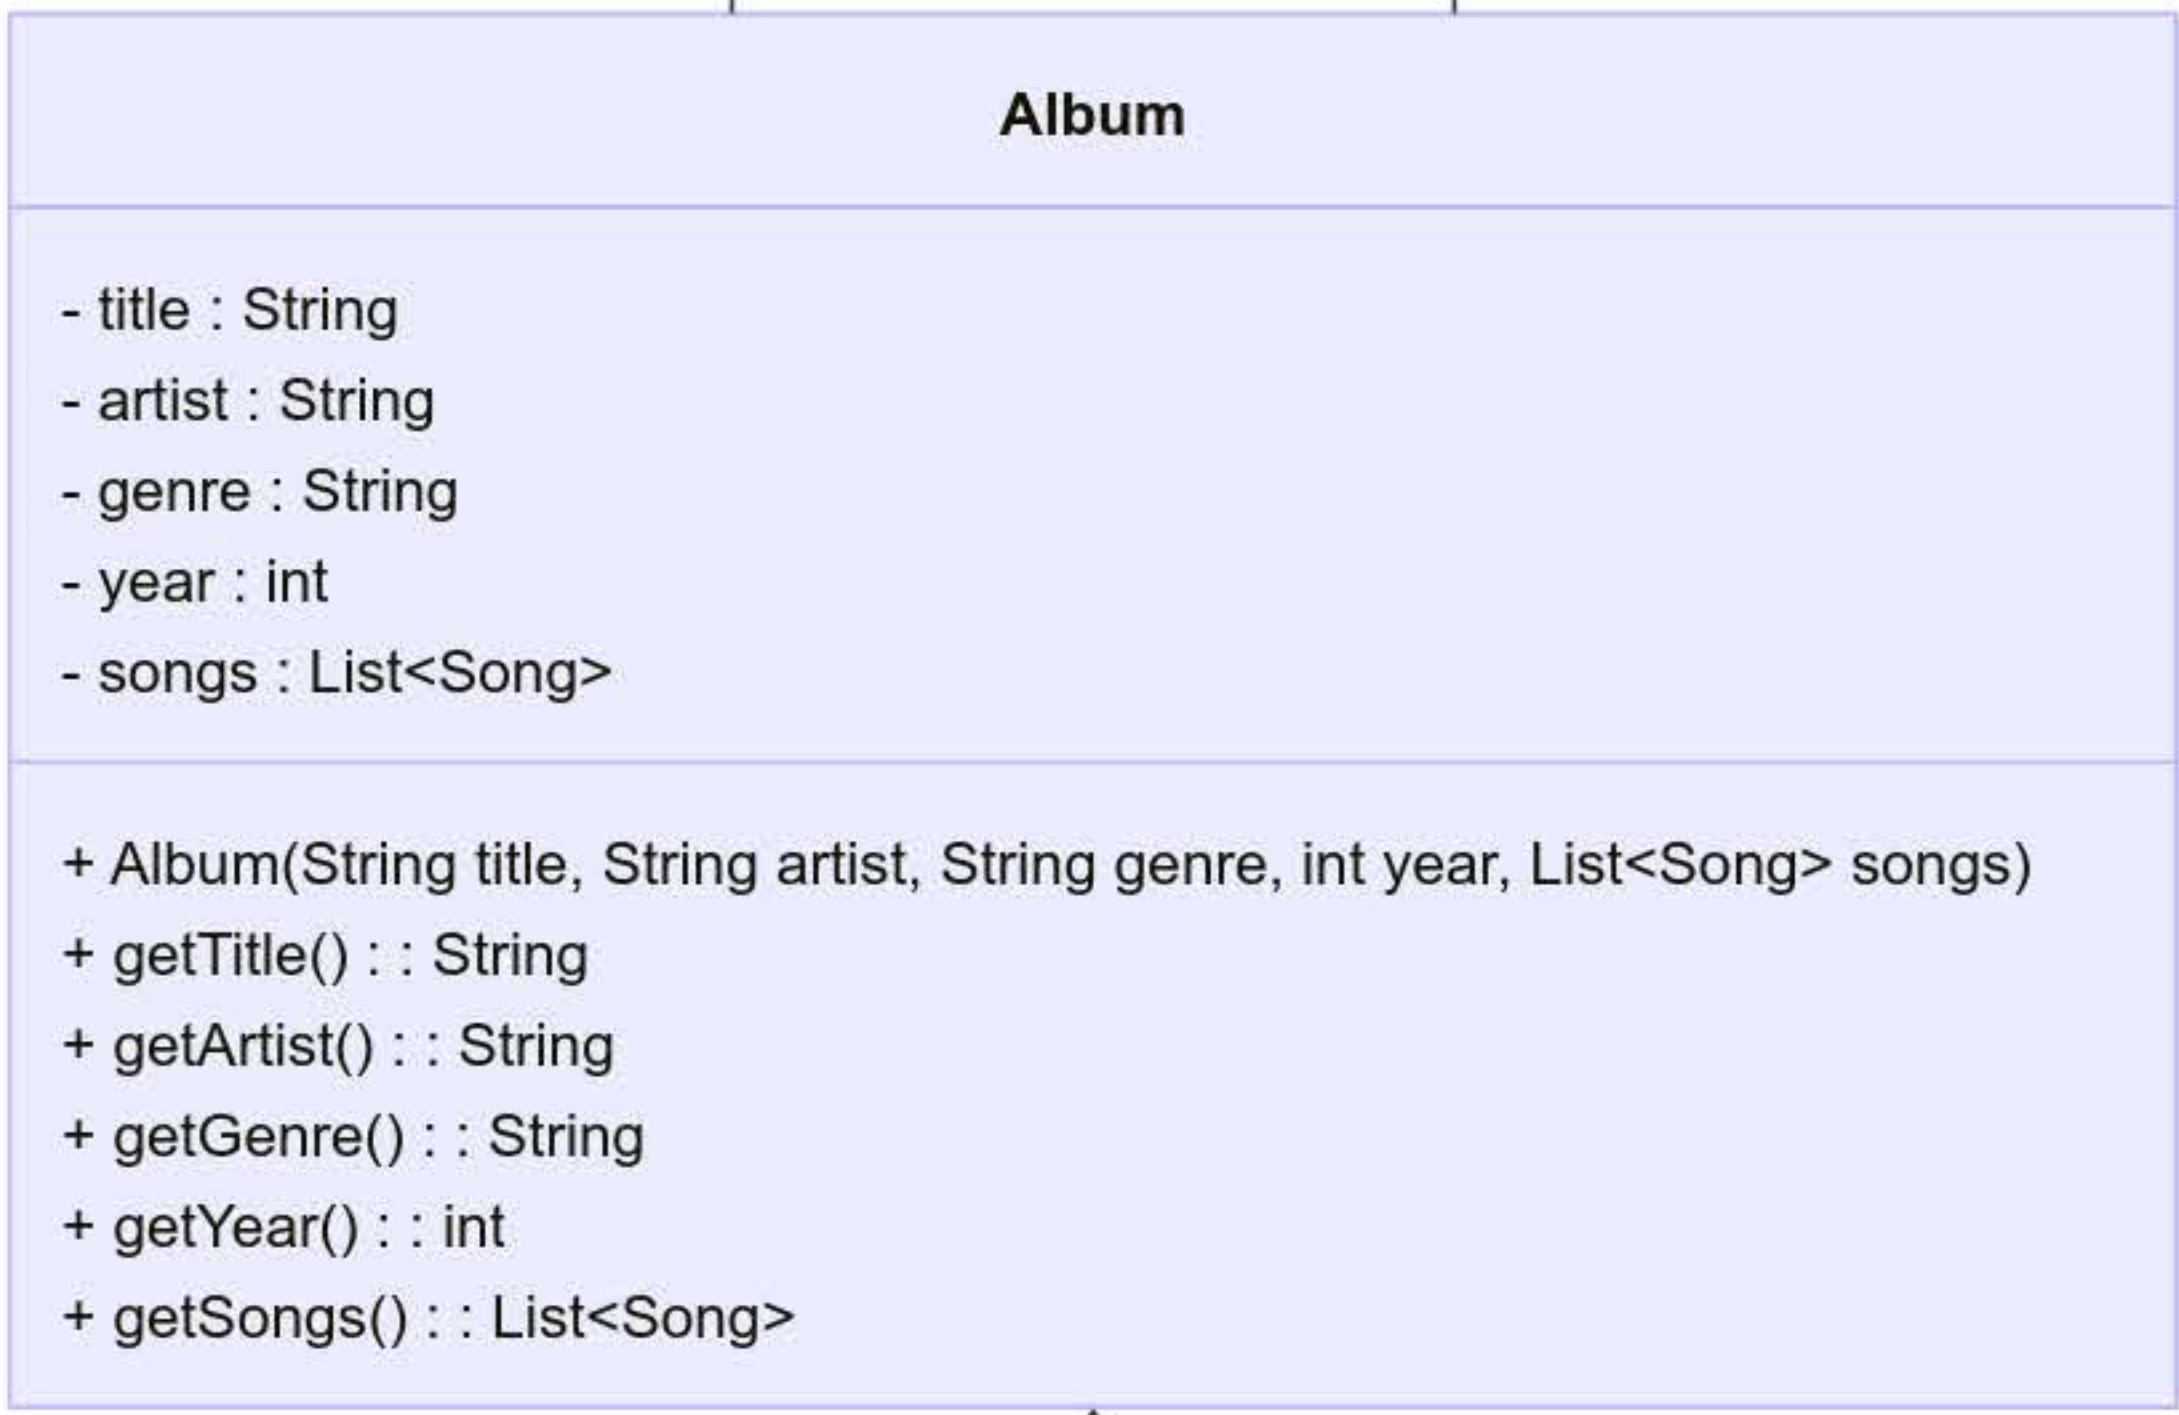 Album
- title : String
- artist : String
- genre : String
- year : int
- songs : List<Song>
+ Album(String title, String artist, String genre, int year, List<Song> songs)
+ getTitle() : : String
+ getArtist() : : String
+ getGenre() : : String
+ getYear() : : int
+ getSongs() : : List<Song>